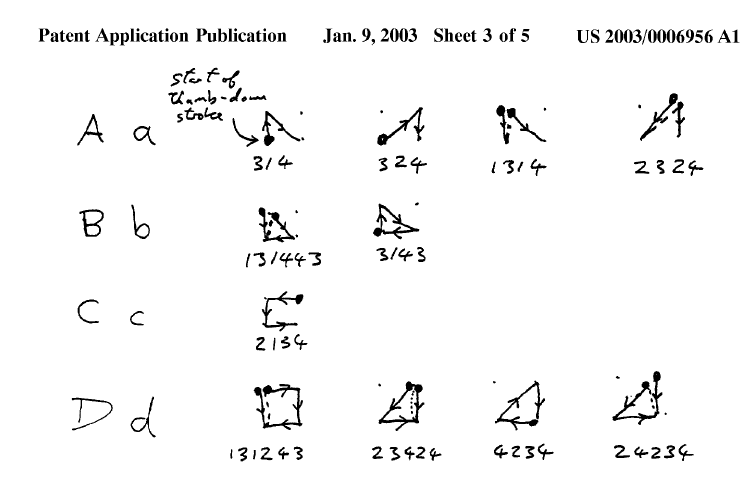 Patent Application Publication Jan. 9, 2003 Sheet 3 of 5 US 2003/0006956 A1
start of
thumb-down
stroke
A a
314 324 1314 2324
B b
131443 3143
C c
2134
D d
131243 23424 4234 24234